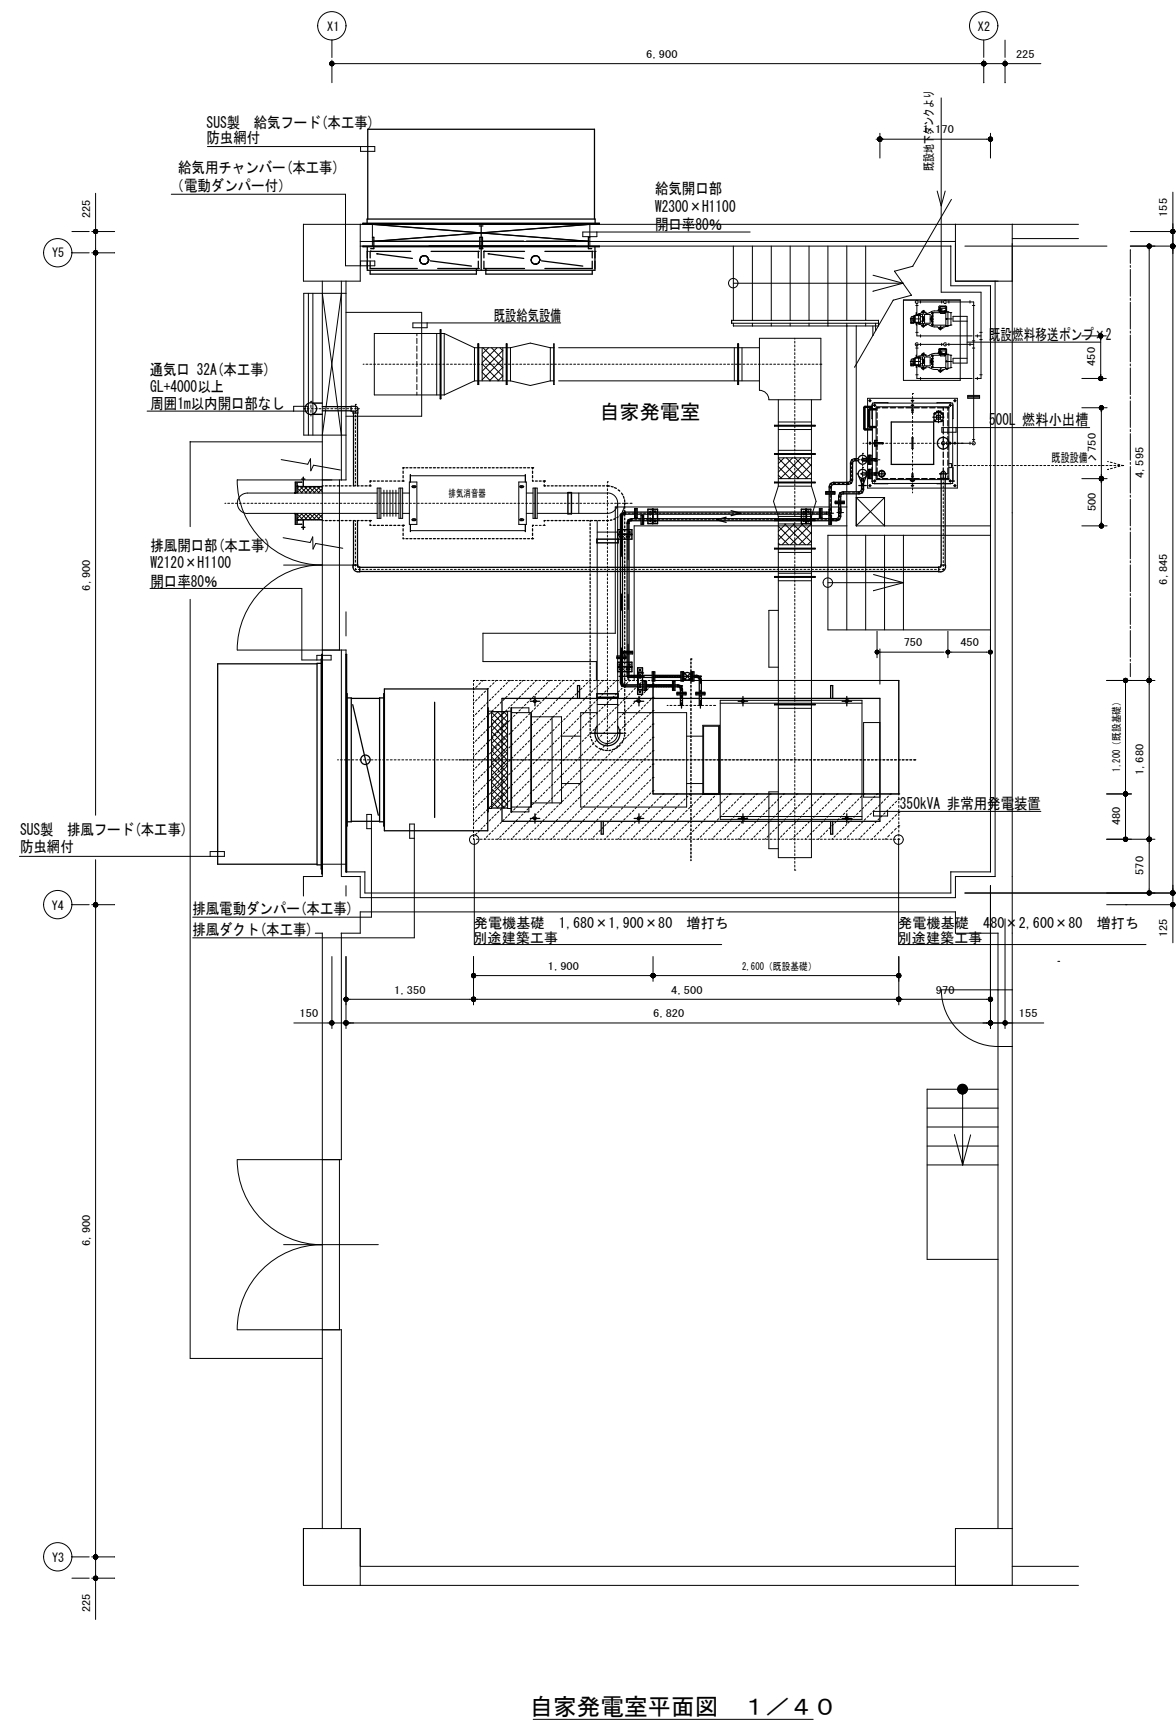 X1
X2
6,900
225
既設地下タンクより
SUS製　給気フード(本工事)
防虫網付
給気用チャンバー(本工事)
(電動ダンパー付)
給気開口部
W2300×H1100
開口率80%
225
155
Y5
既設給気設備
既設燃料移送ポンプ×2
450
通気口 32A(本工事)
GL+4000以上
周囲1m以内開口部なし
自家発電室
500L 燃料小出槽
750
既設設備へ
4,595
500
排気消音器
排風開口部(本工事)
W2120×H1100
開口率80%
6,900
6,845
750
450
1,200 (既設基礎)
1,680
480
350kVA 非常用発電装置
SUS製　排風フード(本工事)
防虫網付
570
Y4
排風電動ダンパー(本工事)
排風ダクト(本工事)
発電機基礎　1,680×1,900×80　増打ち
別途建築工事
発電機基礎　480×2,600×80　増打ち
別途建築工事
125
1,900
2,600 (既設基礎)
1,350
4,500
970
150
6,820
155
6,900
Y3
225
自家発電室平面図　１／４０